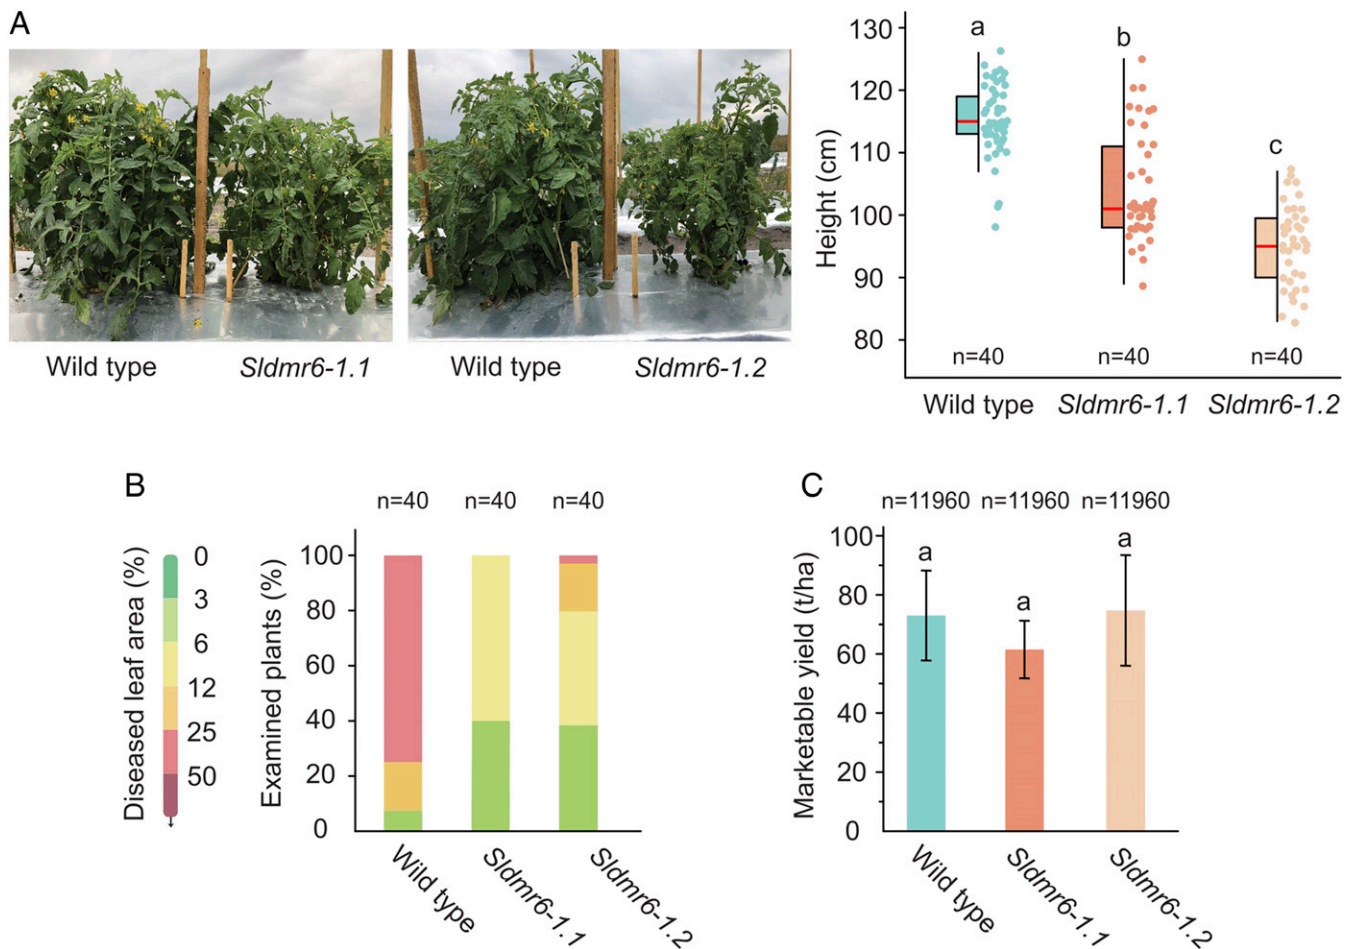 A
Wild type
Sldmr6-1.1
Wild type
Sldmr6-1.2
Height (cm)
130
120
110
100
90
80
a
b
c
n=40
n=40
n=40
Wild type
Sldmr6-1.1
Sldmr6-1.2
B
Diseased leaf area (%)
0
3
6
12
25
50
Examined plants (%)
100
80
60
40
20
0
n=40
n=40
n=40
Wild type
Sldmr6-1.1
Sldmr6-1.2
C
Marketable yield (t/ha)
100
80
60
40
20
0
n=11960
n=11960
n=11960
a
a
a
Wild type
Sldmr6-1.1
Sldmr6-1.2